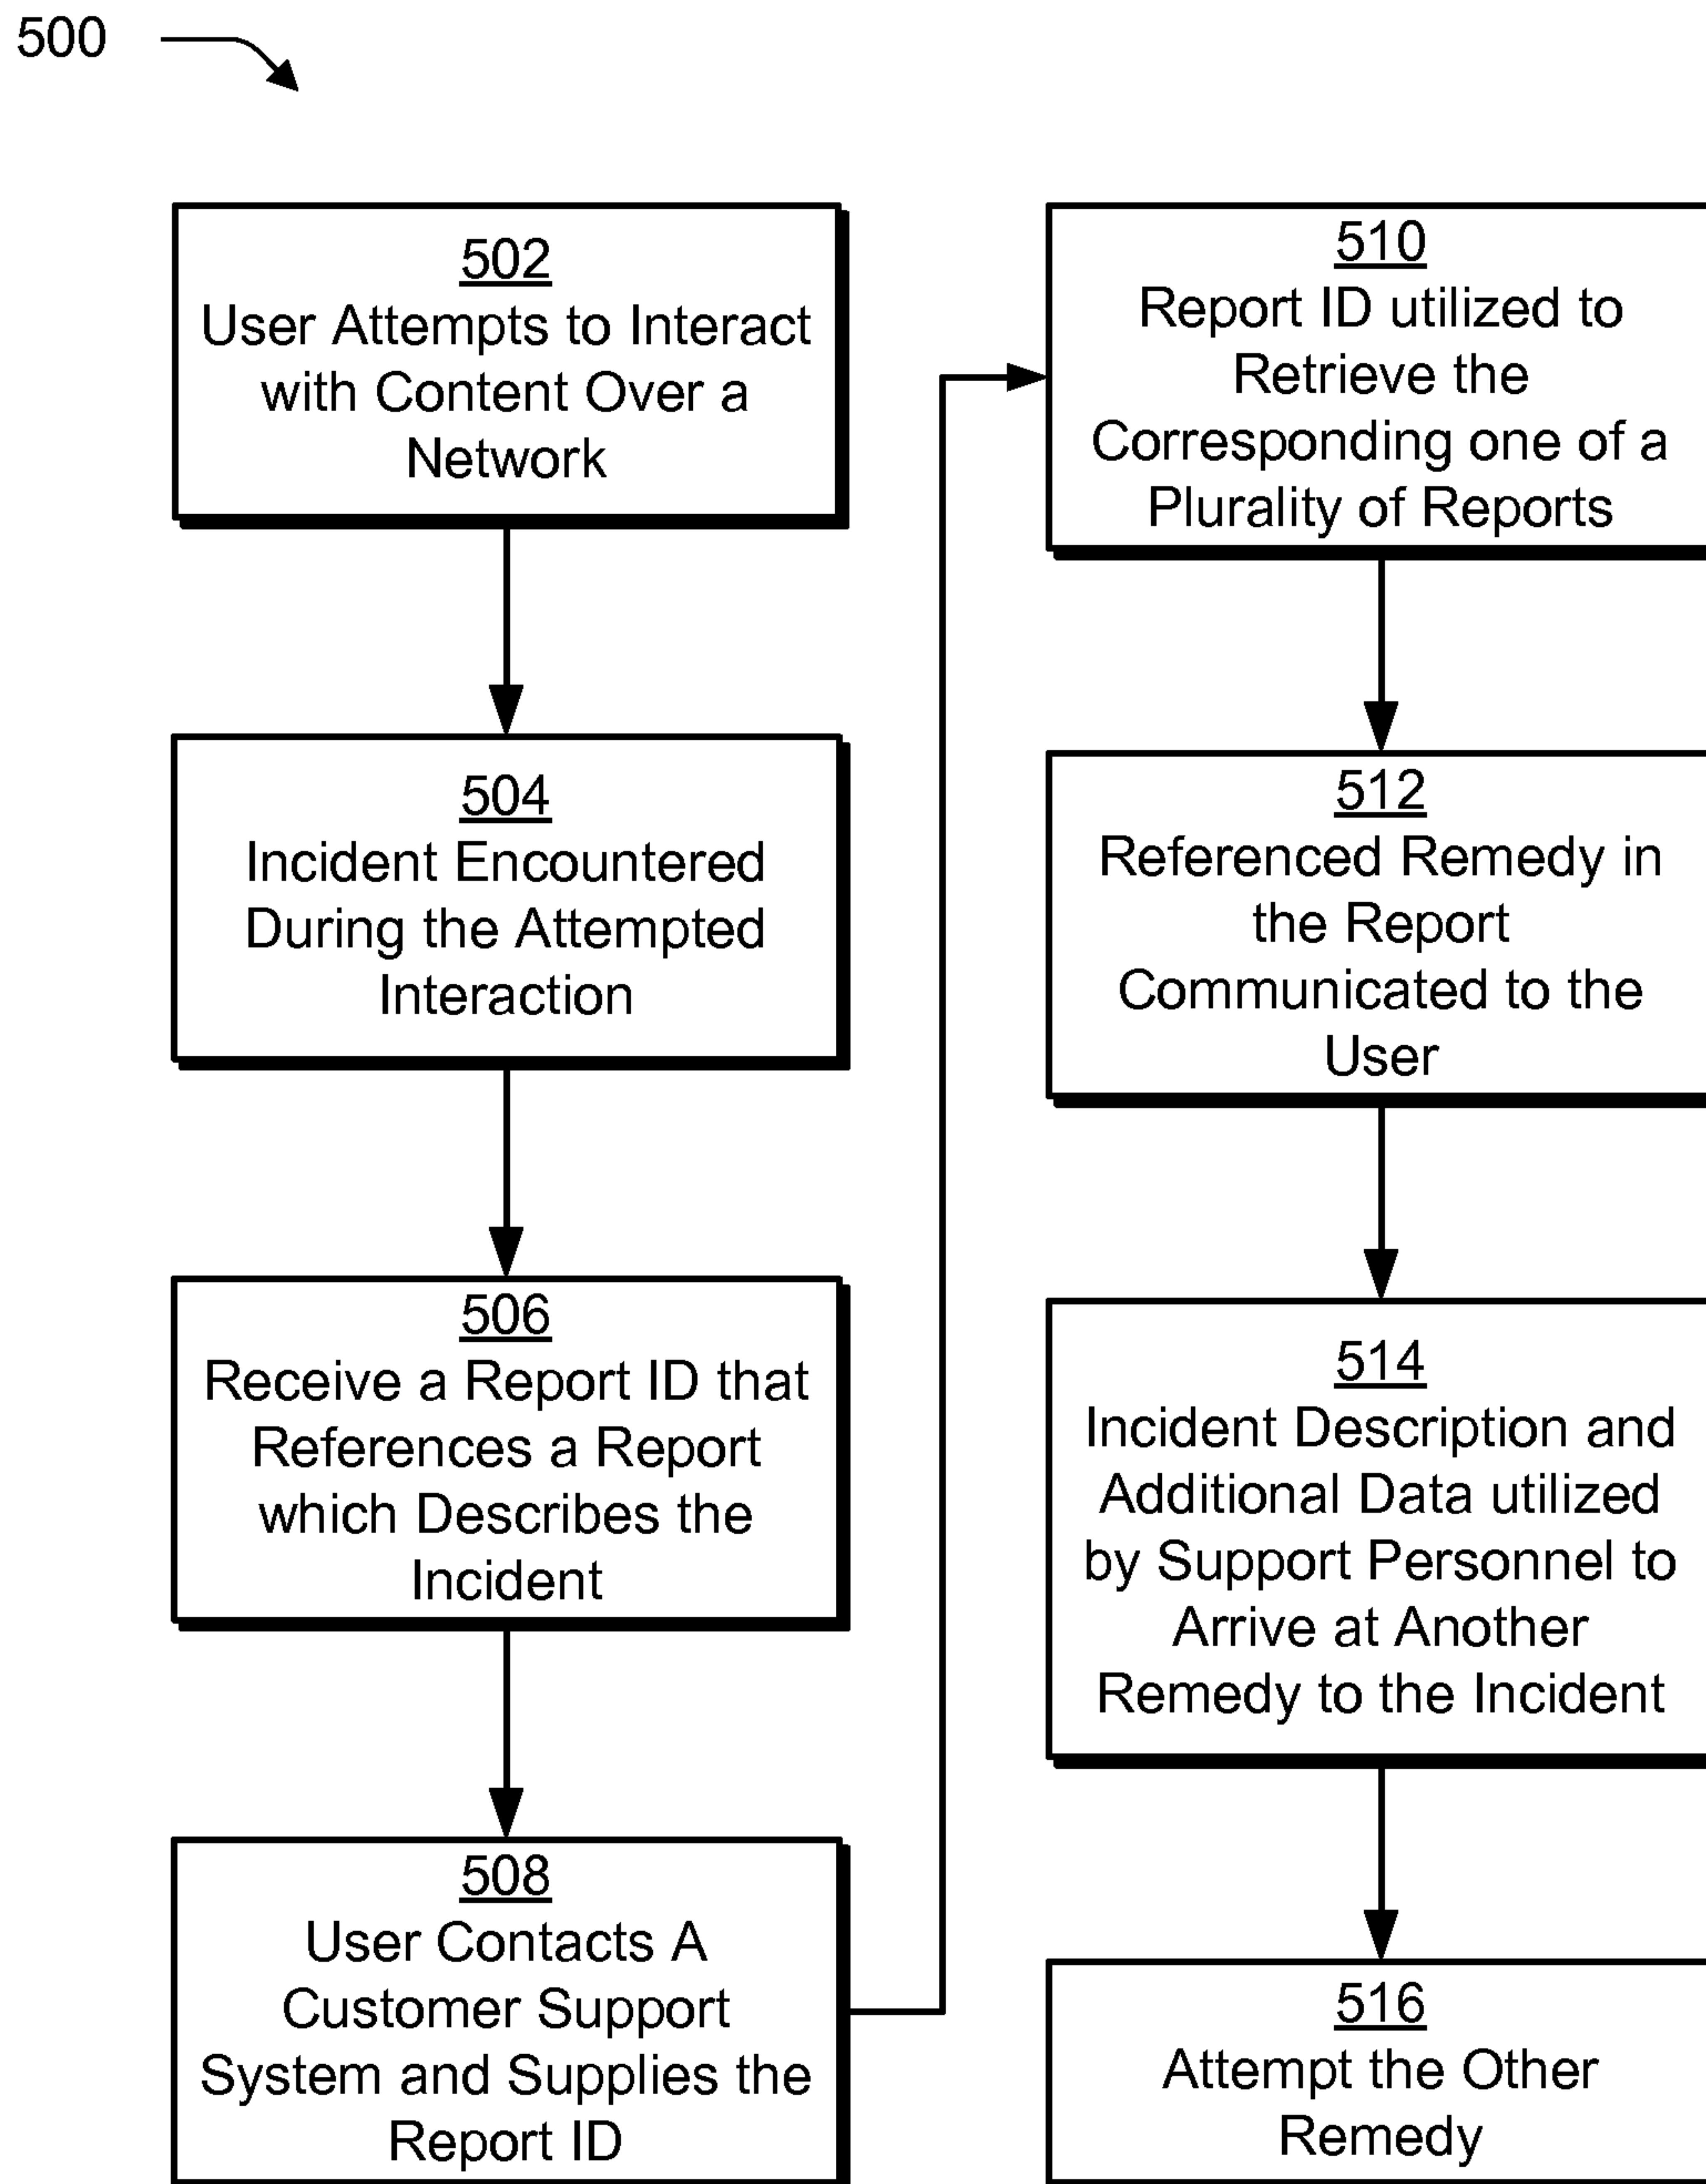 500
502
User Attempts to Interact
with Content Over a
Network
504
Incident Encountered
During the Attempted
Interaction
506
Receive a Report ID that
References a Report
which Describes the
Incident
508
User Contacts A
Customer Support
System and Supplies the
Report ID
510
Report ID utilized to
Retrieve the
Corresponding one of a
Plurality of Reports
512
Referenced Remedy in
the Report
Communicated to the
User
514
Incident Description and
Additional Data utilized
by Support Personnel to
Arrive at Another
Remedy to the Incident
516
Attempt the Other
Remedy